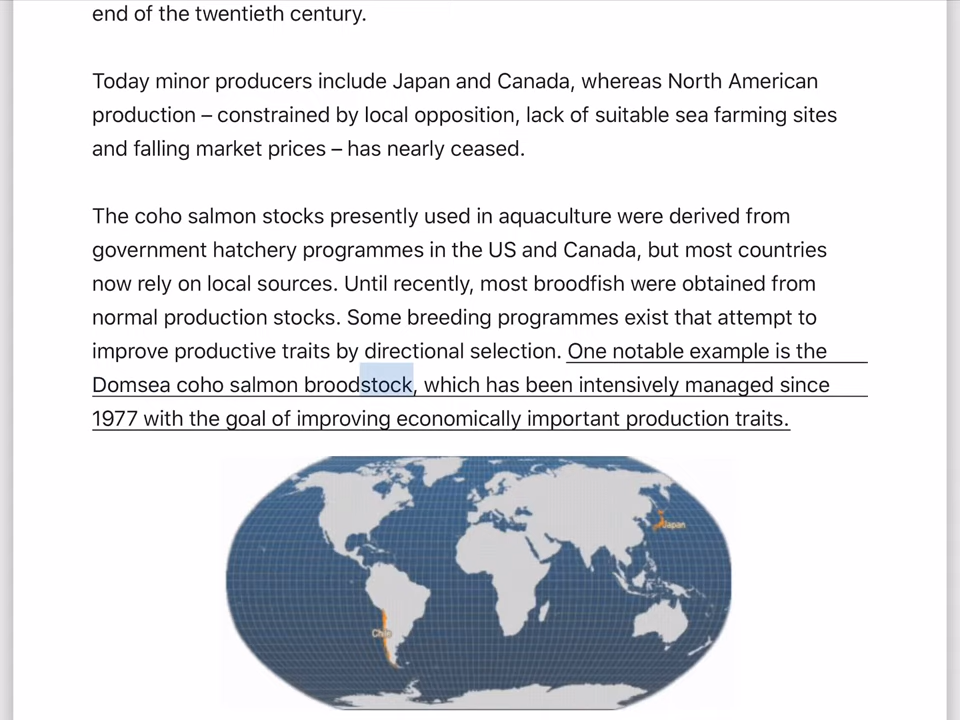 end of the twentieth century.
Today minor producers include Japan and Canada, whereas North American
production – constrained by local opposition, lack of suitable sea farming sites
and falling market prices – has nearly ceased.
The coho salmon stocks presently used in aquaculture were derived from
government hatchery programmes in the US and Canada, but most countries
now rely on local sources. Until recently, most broodfish were obtained from
normal production stocks. Some breeding programmes exist that attempt to
improve productive traits by directional selection. One notable example is the
Domsea coho salmon broodstock, which has been intensively managed since
1977 with the goal of improving economically important production traits.
Japan
Chile